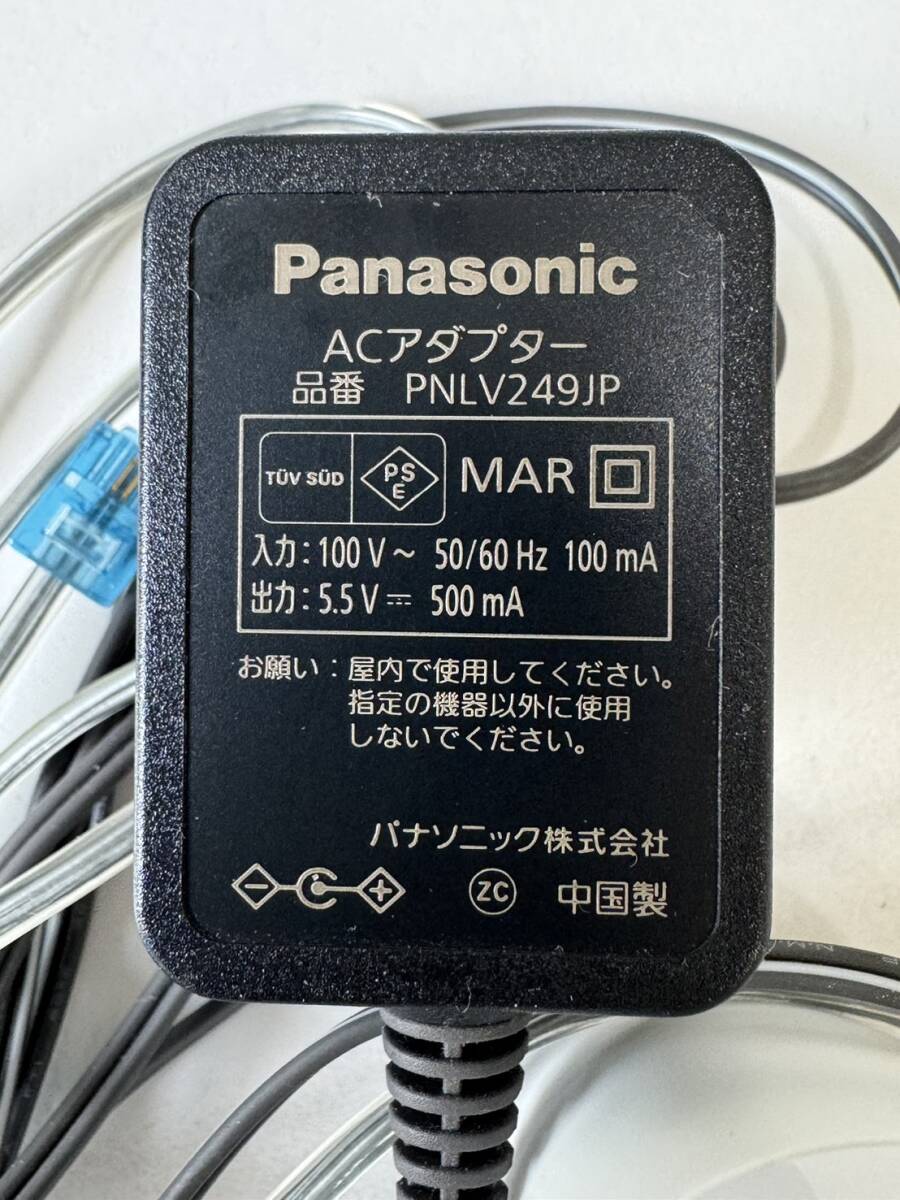 Panasonic
ACアダプター
品番 PNLV249JP
TÜV SÜD PSE MAR
入力:100 V～ 50/60 Hz 100 mA
出力:5.5 V⎓ 500 mA
お願い:屋内で使用してください。
指定の機器以外に使用
しないでください。
パナソニック株式会社
ZC 中国製